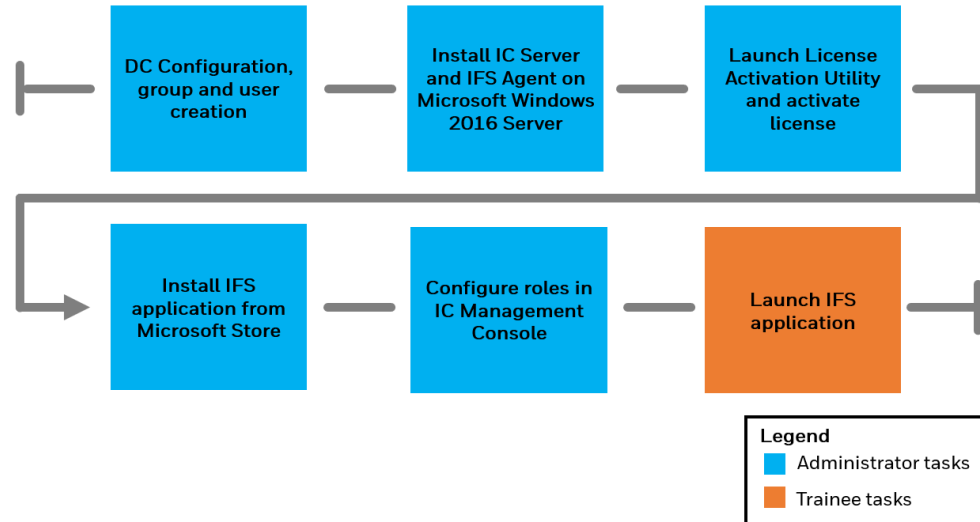 DC Configuration,
group and user
creation
Install IC Server
and IFS Agent on
Microsoft Windows
2016 Server
Launch License
Activation Utility
and activate
license
Install IFS
application from
Microsoft Store
Configure roles in
IC Management
Console
Launch IFS
application
Legend
Administrator tasks
Trainee tasks